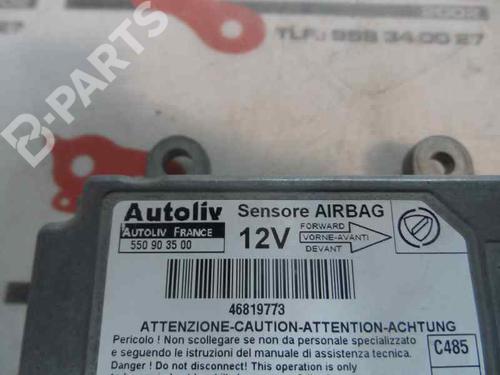 2002
TLF.: 958 34 00 27
B-PARTS
Autoliv
AUTOLIV FRANCE
550 90 35 00
Sensore AIRBAG
12V
FORWARD
VORNE-AVANTI
DEVANT
46819773
ATTENZIONE-CAUTION-ATTENTION-ACHTUNG
Pericolo ! Non scollegare se non da personale specializzato
e seguendo le istruzioni del manuale di assistenza tecnica.
Danger ! Do not disconnect! This operation is only
C485